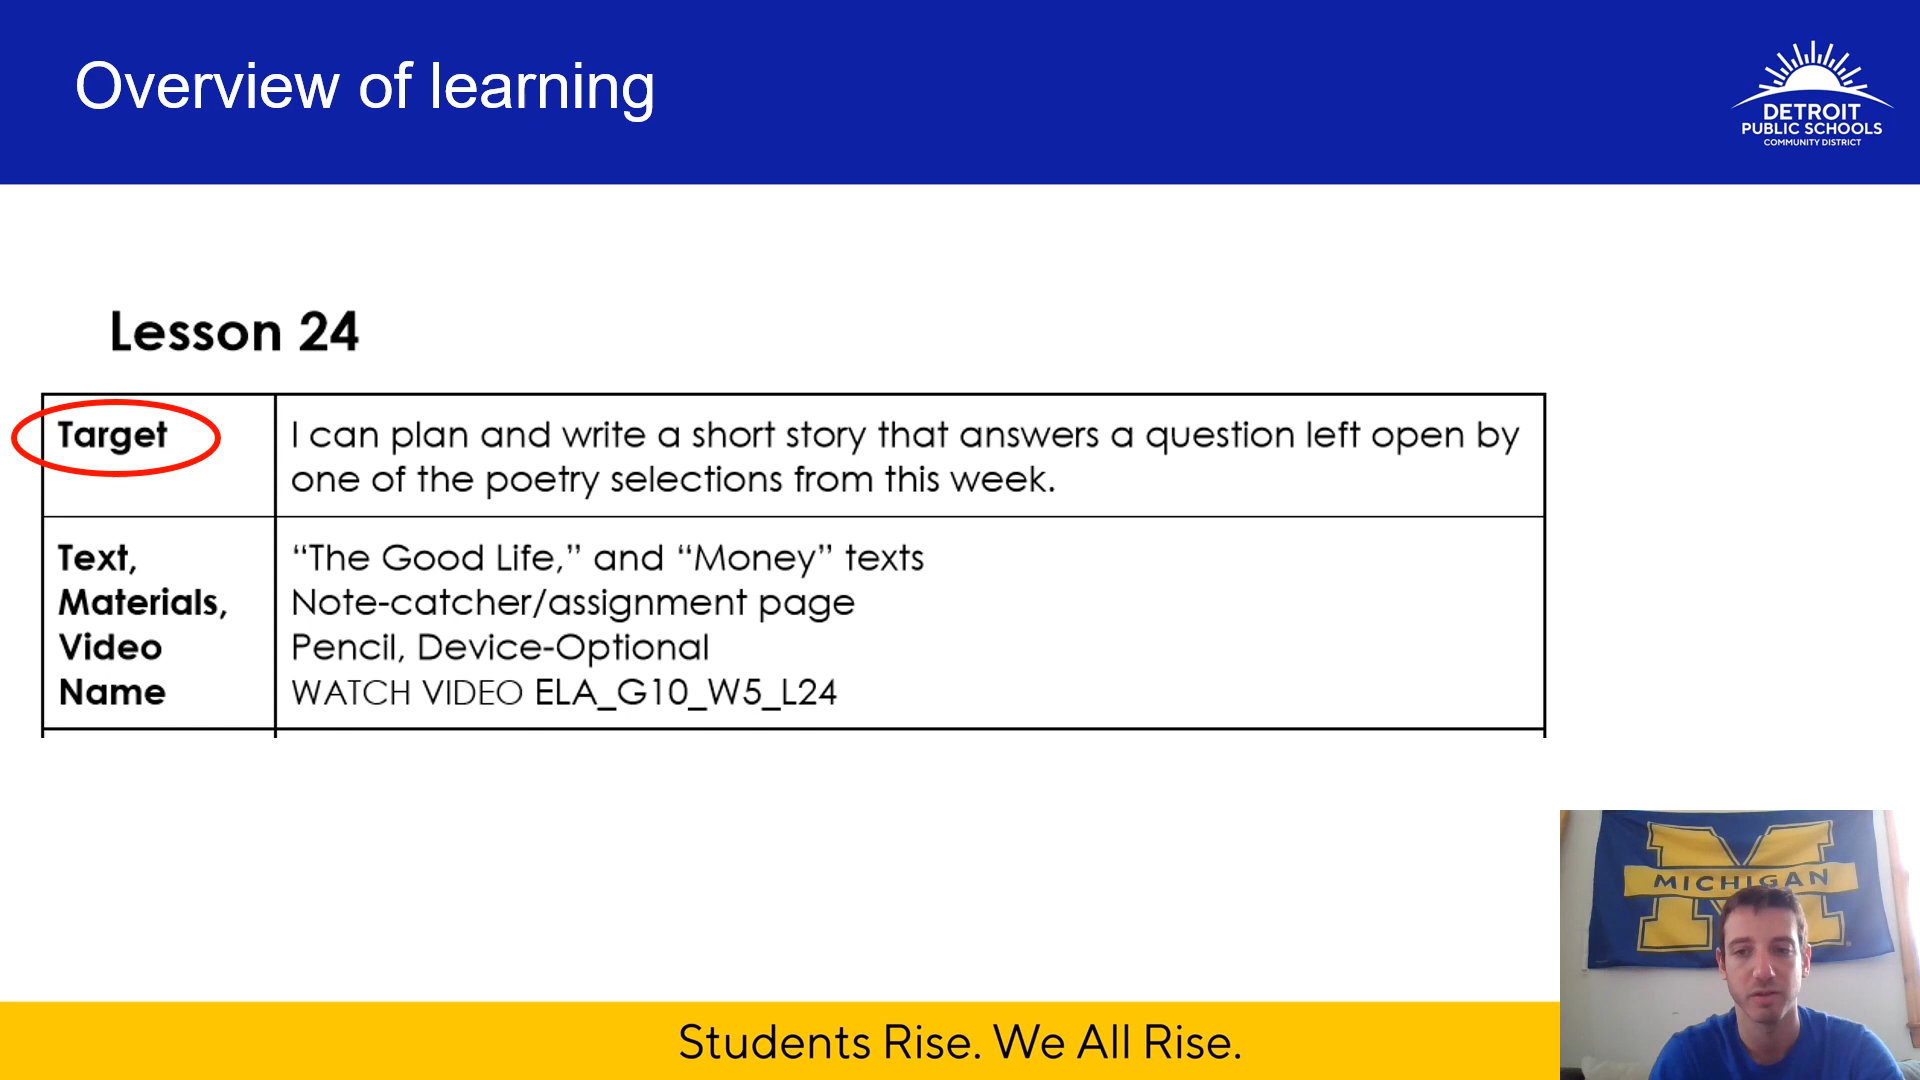 Overview of learning
DETROIT
PUBLIC SCHOOLS
COMMUNITY DISTRICT
Lesson 24
Target
I can plan and write a short story that answers a question left open by
one of the poetry selections from this week.
Text,
Materials,
Video
Name
“The Good Life,” and “Money” texts
Note-catcher/assignment page
Pencil, Device-Optional
WATCH VIDEO ELA_G10_W5_L24
MICHIGAN
Students Rise. We All Rise.